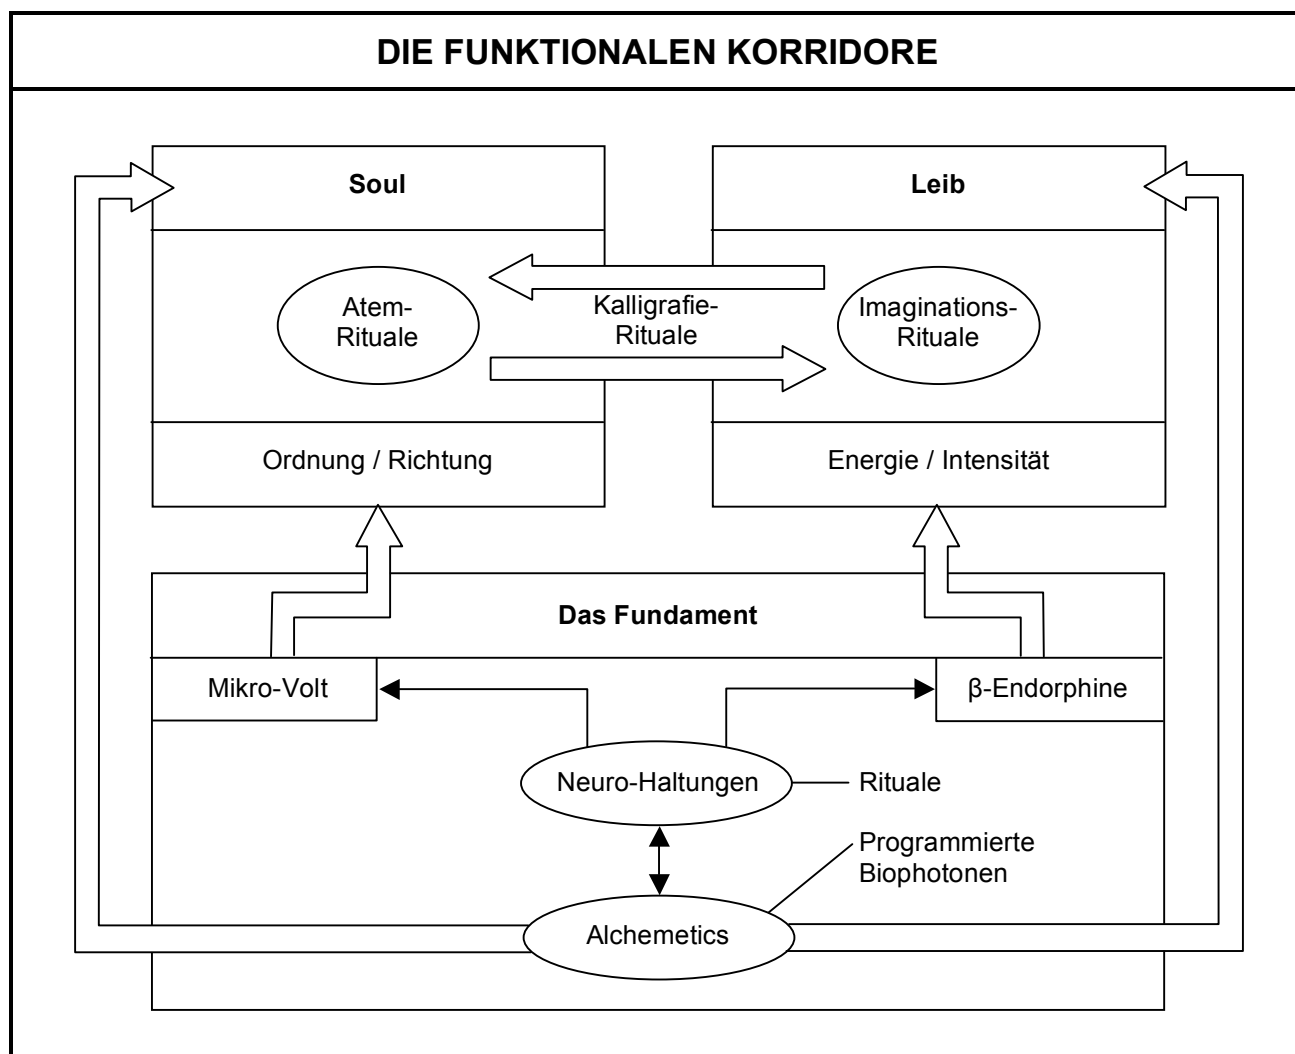 DIE FUNKTIONALEN KORRIDORE
Soul
Leib
Atem-
Rituale
Kalligrafie-
Rituale
Imaginations-
Rituale
Ordnung / Richtung
Energie / Intensität
Das Fundament
Mikro-Volt
β-Endorphine
Neuro-Haltungen
Rituale
Programmierte
Biophotonen
Alchemetics